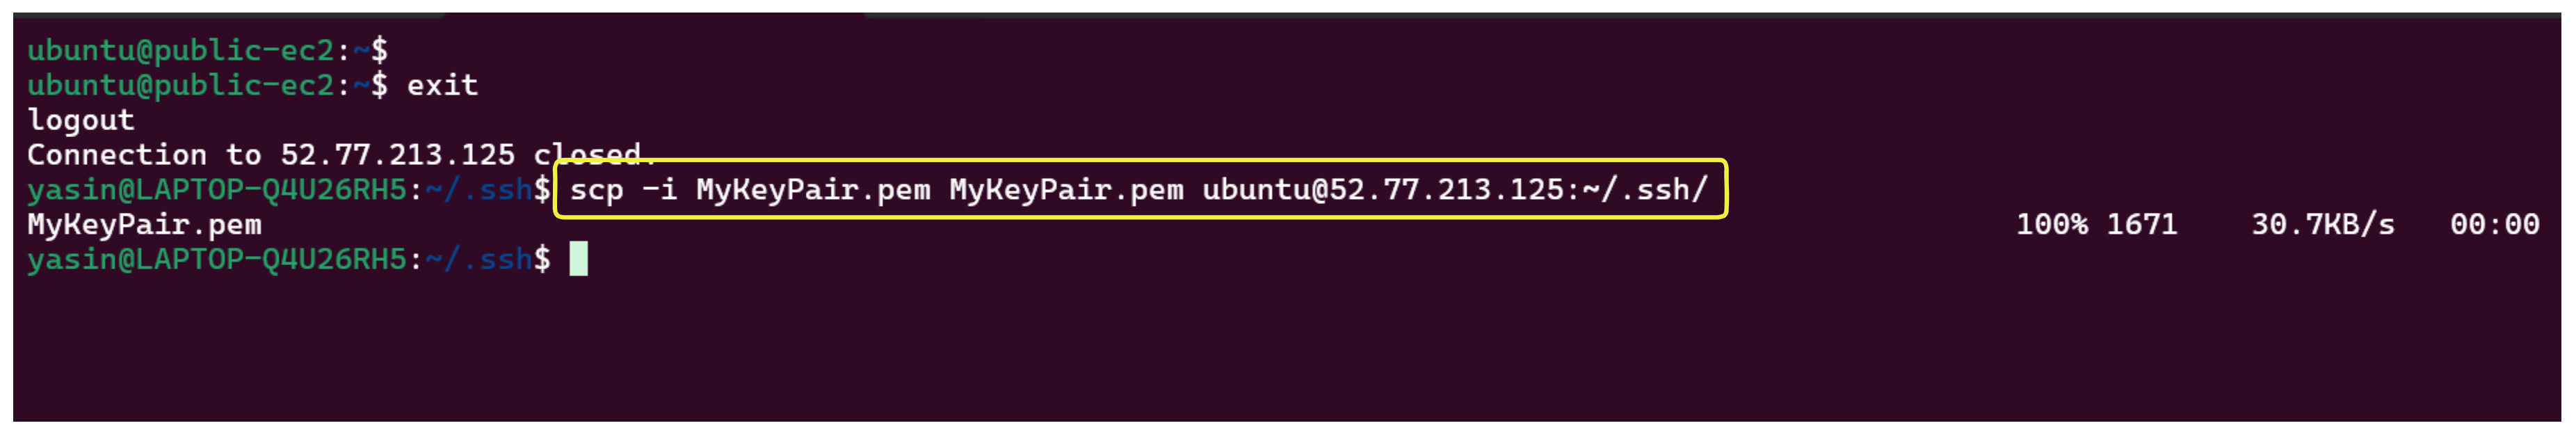 ubuntu@public-ec2:~$
ubuntu@public-ec2:~$ exit
logout
Connection to 52.77.213.125 closed.
yasin@LAPTOP-Q4U26RH5:~/.ssh$ scp -i MyKeyPair.pem MyKeyPair.pem ubuntu@52.77.213.125:~/.ssh/
MyKeyPair.pem 100% 1671 30.7KB/s 00:00
yasin@LAPTOP-Q4U26RH5:~/.ssh$